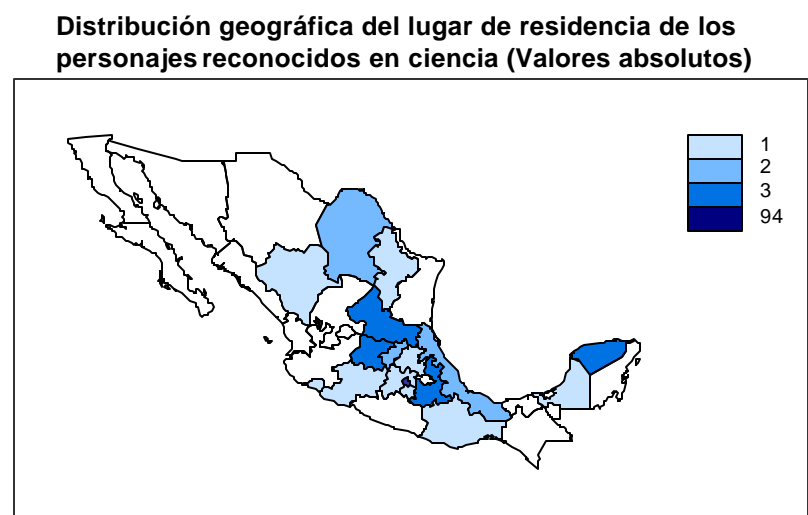 Distribución geográfica del lugar de residencia de los
personajes reconocidos en ciencia (Valores absolutos)
1
2
3
94